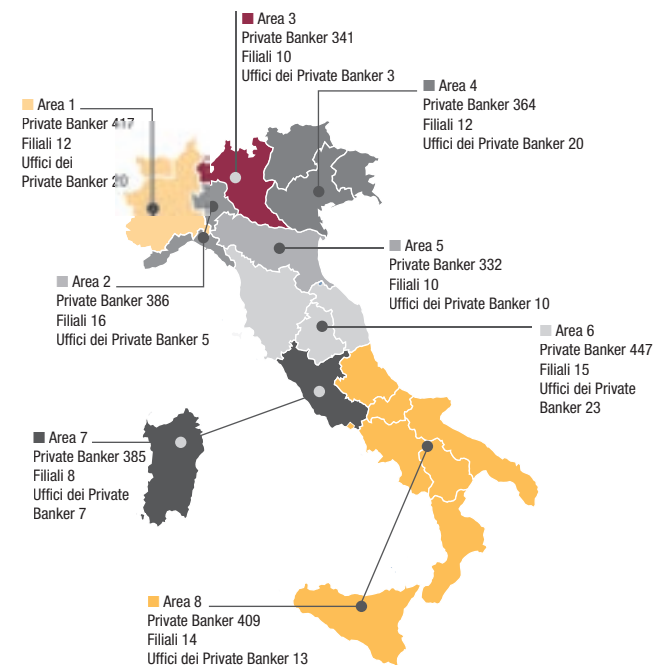 Area 3
Private Banker 341
Filiali 10
Uffici dei Private Banker 3
Area 4
Private Banker 364
Filiali 12
Uffici dei Private Banker 20
Area 1
Private Banker 417
Filiali 12
Uffici dei
Private Banker
Area 5
Private Banker 332
Filiali 10
Uffici dei Private Banker 10
Area 2
Private Banker 386
Filiali 16
Uffici dei Private Banker 5
Area 6
Private Banker 447
Filiali 15
Uffici dei Private
Banker 23
Area 7
Private Banker 385
Filiali 8
Uffici dei Private
Banker 7
Area 8
Private Banker 409
Filiali 14
Uffici dei Private Banker 13